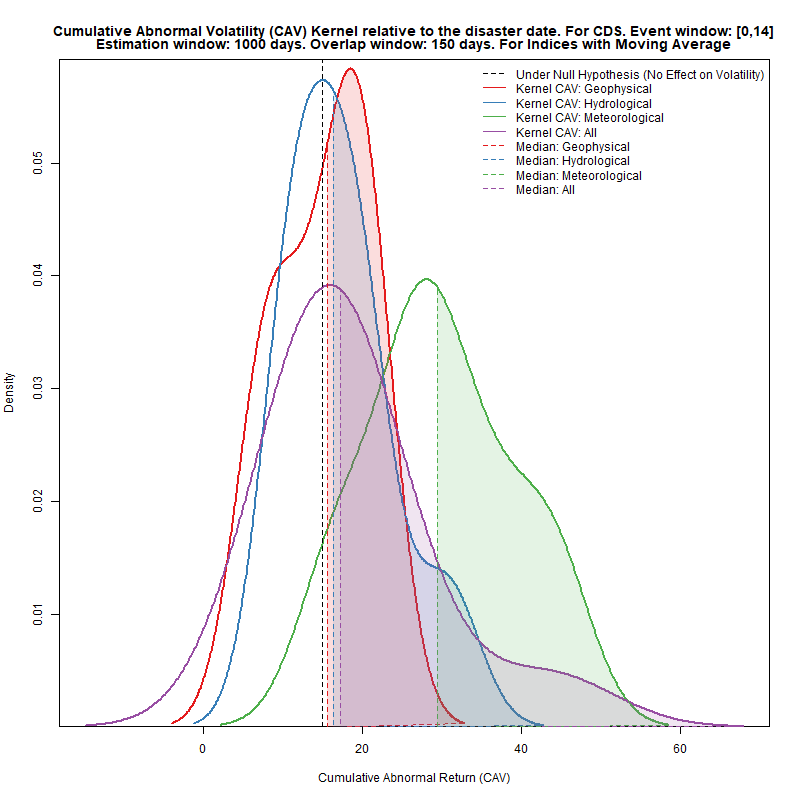 Cumulative Abnormal Volatility (CAV) Kernel relative to the disaster date. For CDS. Event window: [0,14]
Estimation window: 1000 days. Overlap window: 150 days. For Indices with Moving Average
Under Null Hypothesis (No Effect on Volatility)
Kernel CAV: Geophysical
Kernel CAV: Hydrological
Kernel CAV: Meteorological
Kernel CAV: All
Median: Geophysical
Median: Hydrological
Median: Meteorological
Median: All
Density
0.05
0.04
0.03
0.02
0.01
0
20
40
60
Cumulative Abnormal Return (CAV)